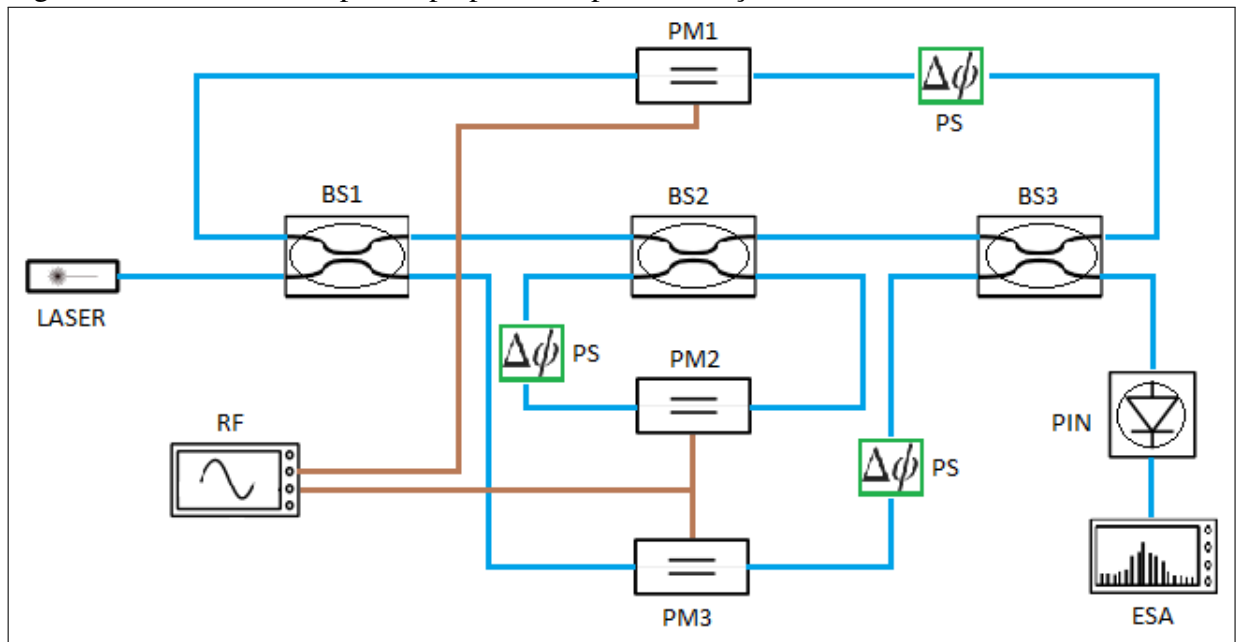 PM1
Δϕ
PS
BS1
BS2
BS3
LASER
Δϕ
PS
PM2
RF
Δϕ
PS
PIN
PM3
ESA